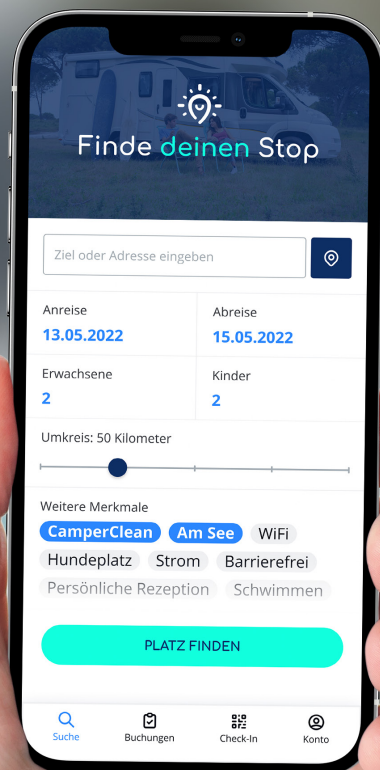 Finde deinen Stop
Ziel oder Adresse eingeben
Anreise
13.05.2022
Abreise
15.05.2022
Erwachsene
2
Kinder
2
Umkreis: 50 Kilometer
Weitere Merkmale
CamperClean Am See WiFi
Hundeplatz Strom Barrierefrei
Persönliche Rezeption Schwimmen
PLATZ FINDEN
Suche Buchungen Check-In Konto